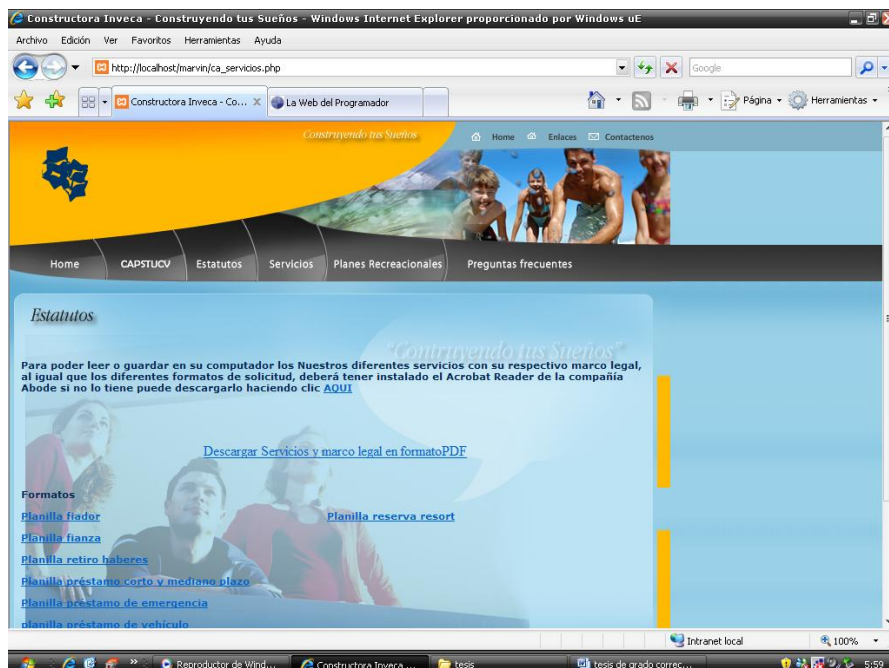 Constructora Inveca - Construyendo tus Sueños - Windows Internet Explorer proporcionado por Windows uE
Archivo Edición Ver Favoritos Herramientas Ayuda
http://localhost/marvin/ca_servicios.php
Google
Constructora Inveca - Co...
La Web del Programador
Página
Herramientas
Construyendo tus Sueños
Home Enlaces Contactenos
Home CAPSTUCV Estatutos Servicios Planes Recreacionales Preguntas frecuentes
Estatutos
"Contruyendo tus Sueños"
Para poder leer o guardar en su computador los Nuestros diferentes servicios con su respectivo marco legal,
al igual que los diferentes formatos de solicitud, deberá tener instalado el Acrobat Reader de la compañía
Abode si no lo tiene puede descargarlo haciendo clic AQUI
Descargar Servicios y marco legal en formatoPDF
Formatos
Planilla fiador
Planilla reserva resort
Planilla fianza
Planilla retiro haberes
Planilla préstamo corto y mediano plazo
Planilla préstamo de emergencia
planilla préstamo de vehículo
Intranet local
100%
Reproductor de Wind...
Constructora Inveca ...
tesis
tesis de grado correc...
5:59